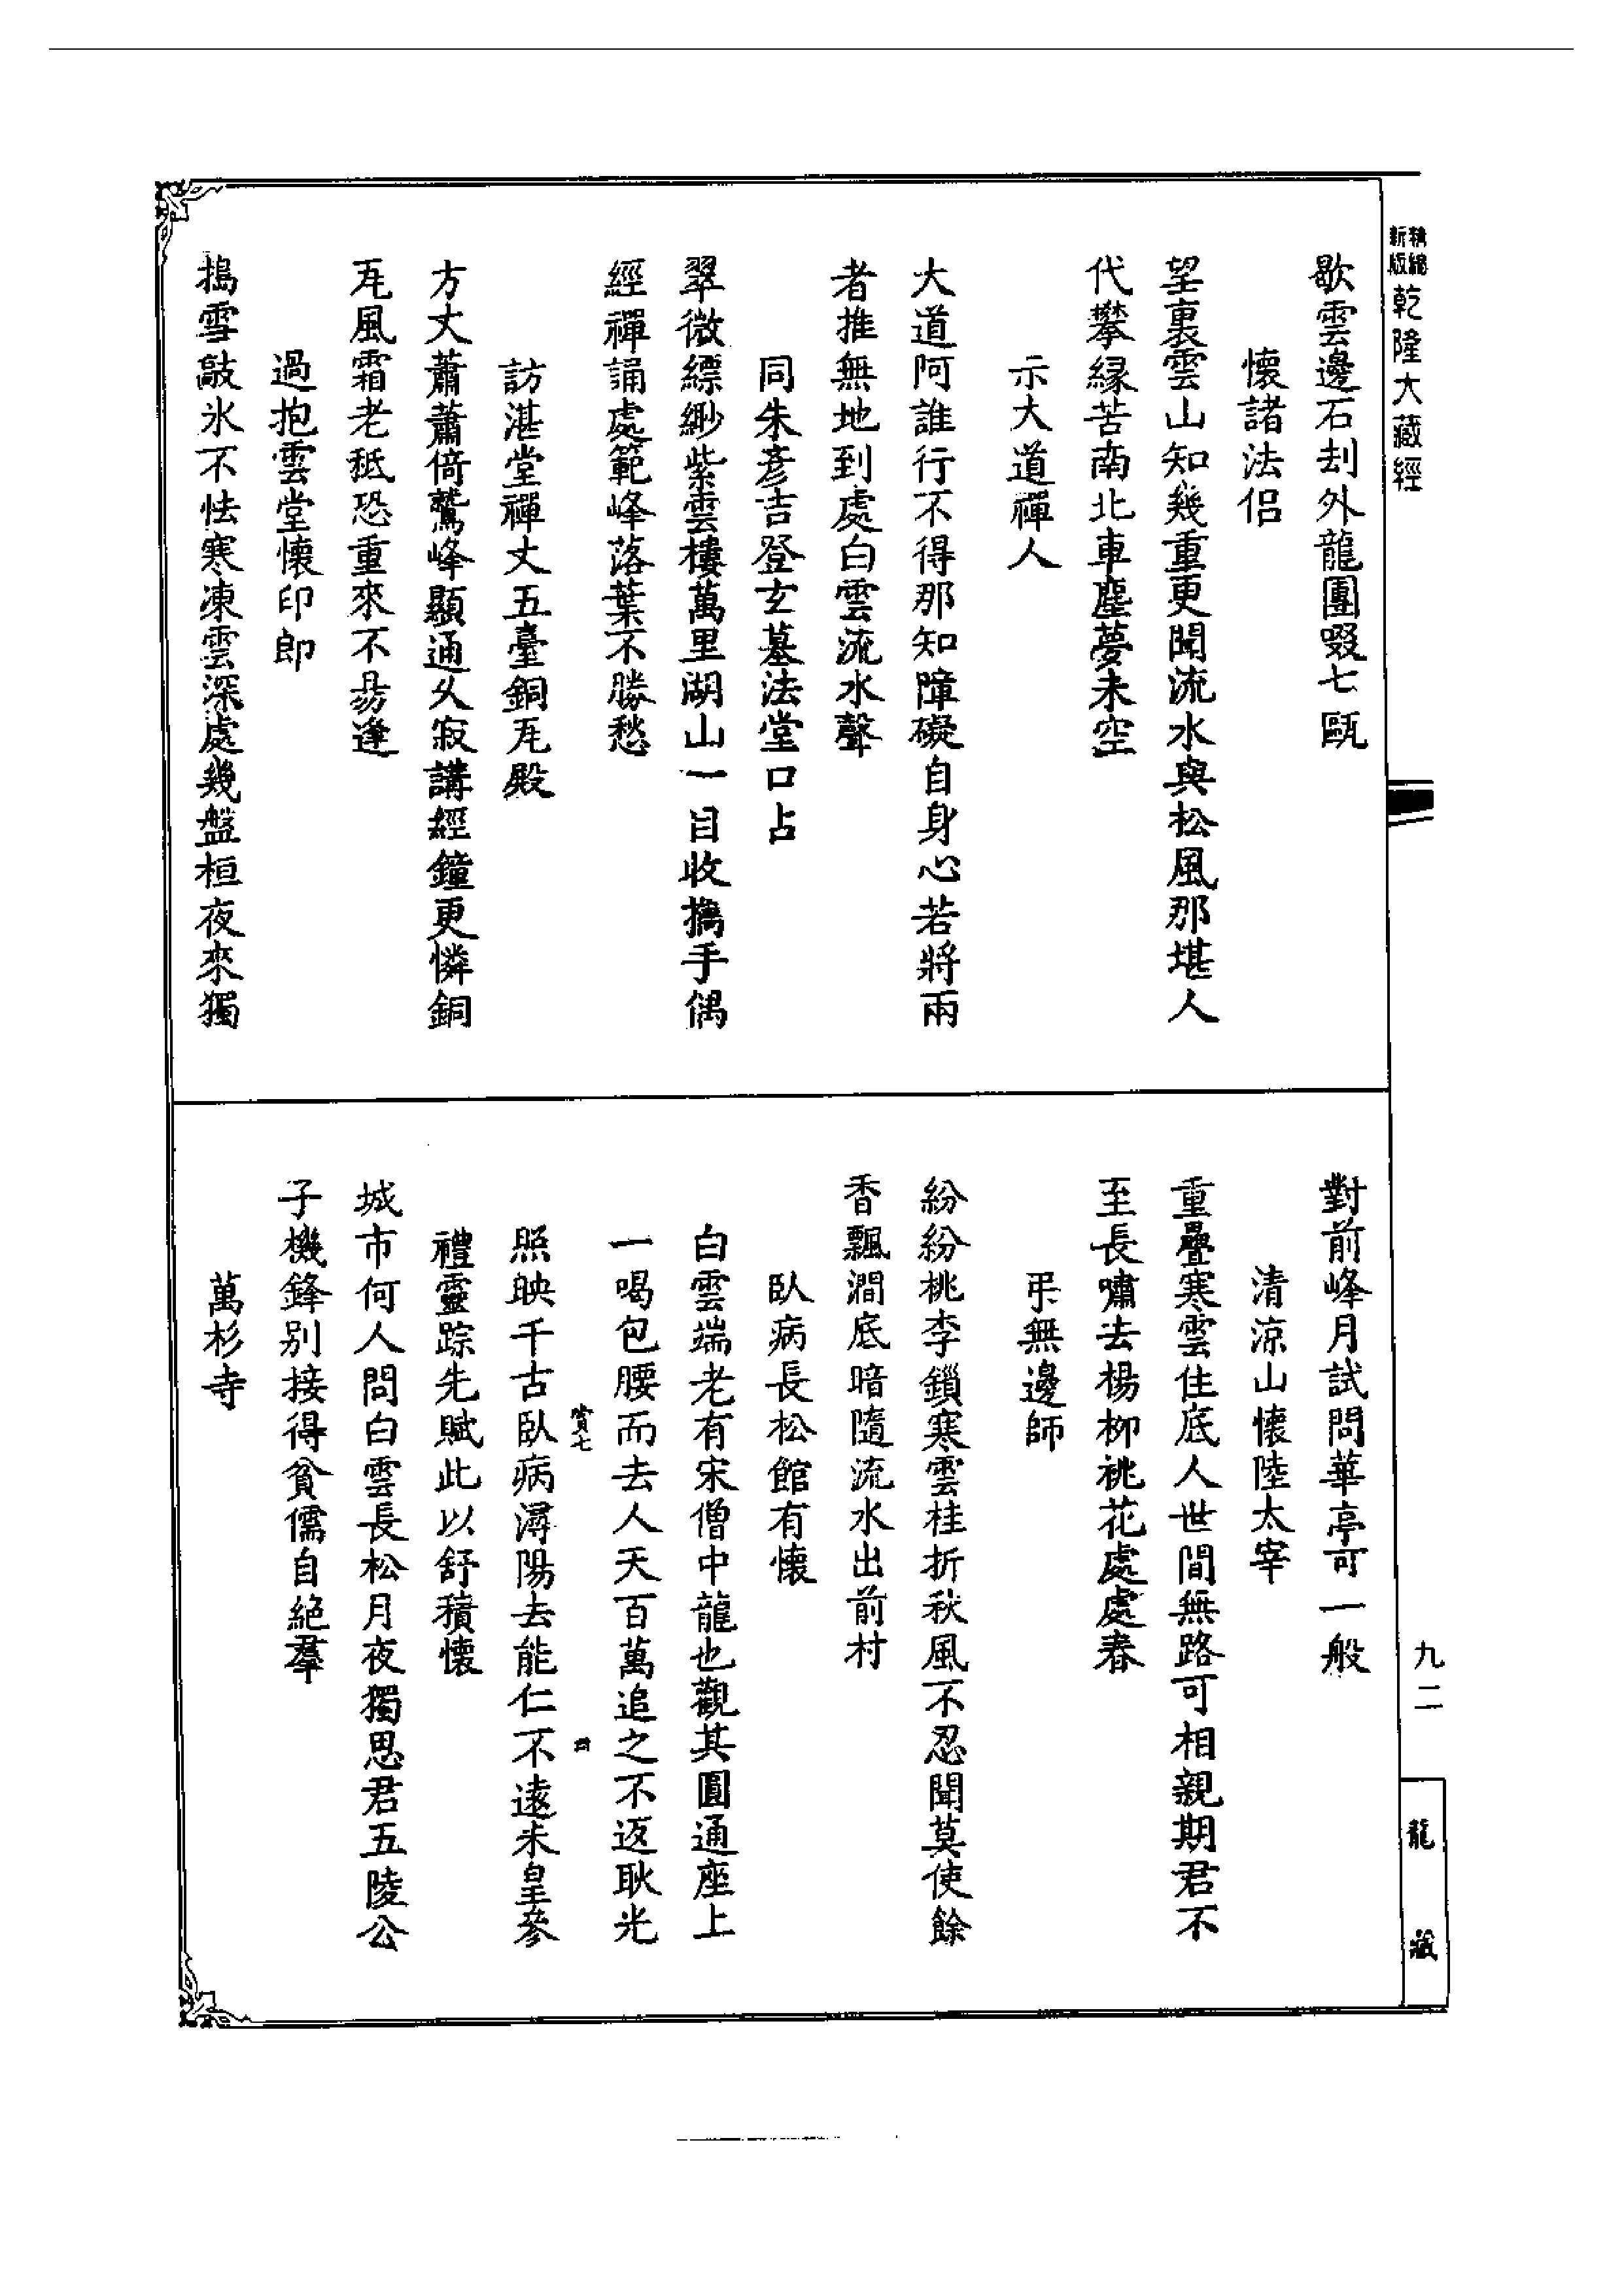 精縮新版乾隆大藏經
歇雲邊石刦外龍團啜七甌
懷諸法侣
望裏雲山知幾重更聞流水與松風那堪人
代攀緣苦南北車塵夢未空
示大道禪人
大道阿誰行不得那知障礙自身心若將兩
者推無地到處白雲流水聲
同朱彥吉登玄墓法堂口占
翠微縹緲紫雲樓萬里湖山一目收攜手偶
經禪誦處範峰落葉不勝愁
訪湛堂禪丈五臺銅瓦殿
方丈蕭蕭倚鷲峰顯通久寂講經鐘更憐銅
瓦風霜老秪恐重來不易逢
過抱雲堂懷印郎
搗雪敲氷不怯寒凍雲深處幾盤桓夜來獨
對前峰月試問華亭可一般
清涼山懷陸太宰
重疊寒雲住底人世間無路可相親期君不
至長嘯去楊柳桃花處處春
弔無邊師
紛紛桃李鎖寒雲桂折秋風不忍聞莫使餘
香飄澗底暗隨流水出前村
臥病長松館有懷
白雲端老有宋僧中龍也觀其圓通座上
一喝包腰而去人天百萬追之不返耿光
照映千古臥病潯陽去能仁不遠未皇參
禮靈踪先賦此以舒積懷
城市何人問白雲長松月夜獨思君五陵公
子機鋒别接得貧儒自絕羣
萬杉寺
九二
龍藏